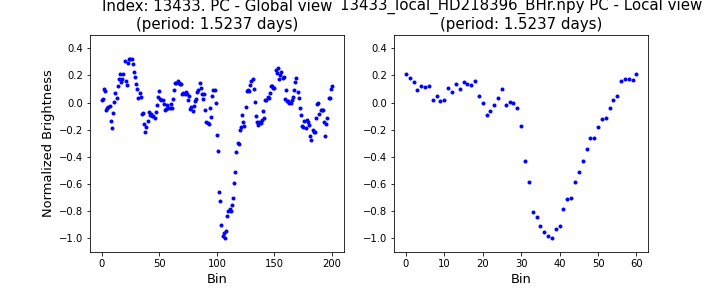 Index: 13433. PC - Global view
(period: 1.5237 days)
13433_local_HD218396_BHr.npy PC - Local view
(period: 1.5237 days)
Normalized Brightness
0.4
0.2
0.0
−0.2
−0.4
−0.6
−0.8
−1.0
0 50 100 150 200
Bin
0.4
0.2
0.0
−0.2
−0.4
−0.6
−0.8
−1.0
0 10 20 30 40 50 60
Bin